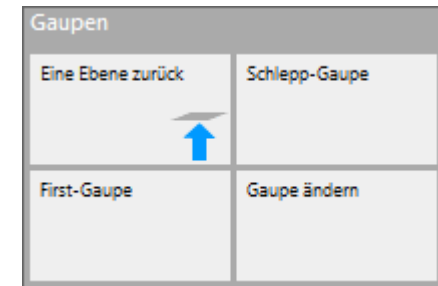 Gaupen
Eine Ebene zurück
Schlepp-Gaupe
First-Gaupe
Gaupe ändern